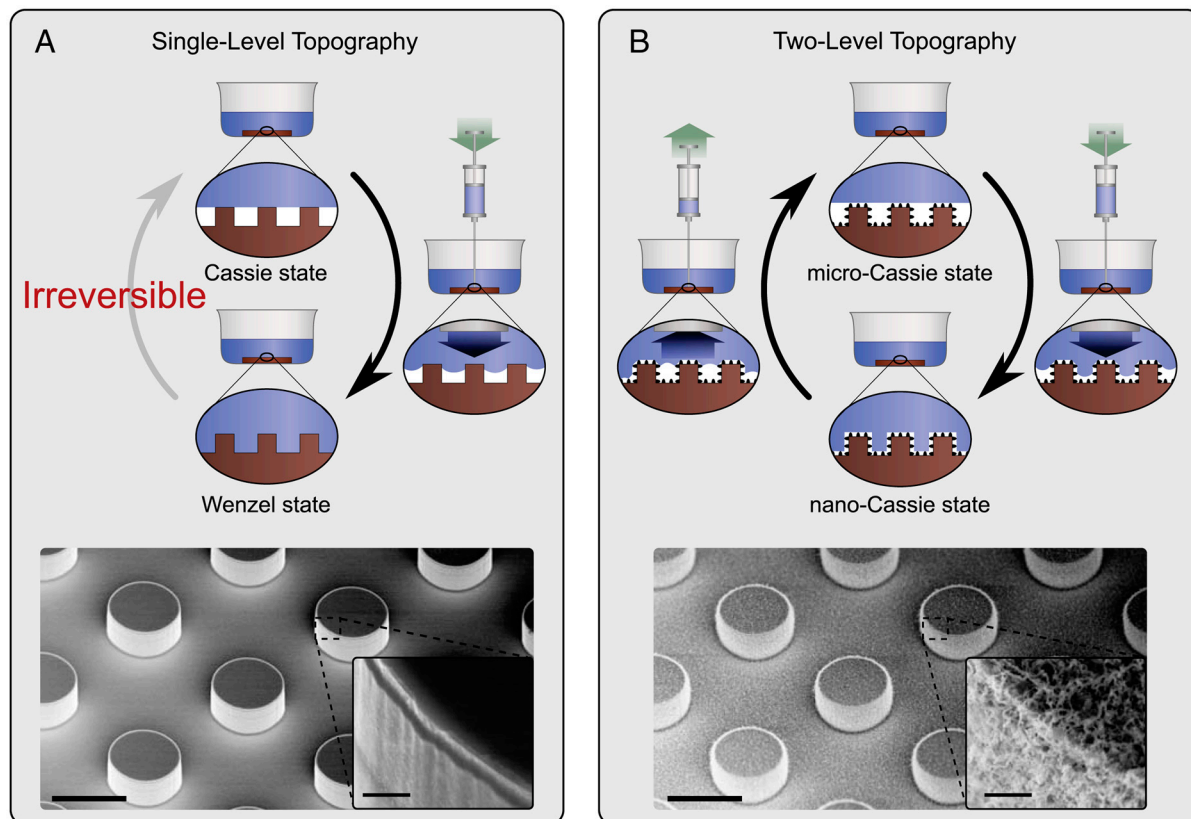 A
Single-Level Topography
Cassie state
Irreversible
Wenzel state
B
Two-Level Topography
micro-Cassie state
nano-Cassie state